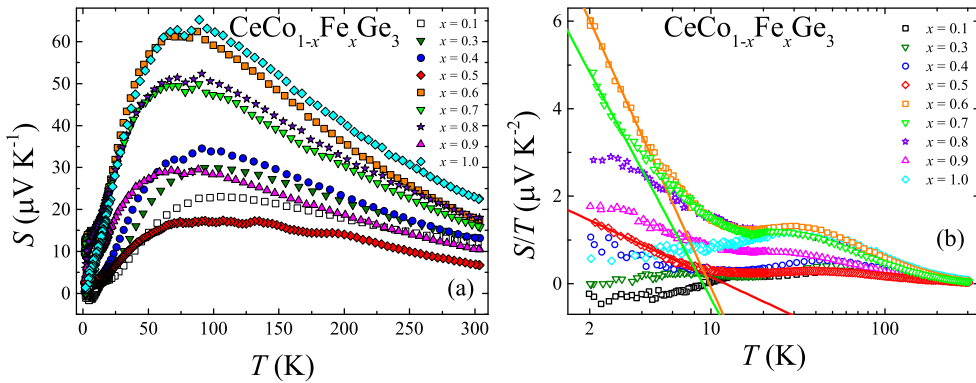 CeCo1-xFexGe3
60
50
40
30
20
10
0
S (μV K-1)
x = 0.1
x = 0.3
x = 0.4
x = 0.5
x = 0.6
x = 0.7
x = 0.8
x = 0.9
x = 1.0
(a)
0 50 100 150 200 250 300
T (K)
CeCo1-xFexGe3
6
4
2
0
S/T (μV K-2)
x = 0.1
x = 0.3
x = 0.4
x = 0.5
x = 0.6
x = 0.7
x = 0.8
x = 0.9
x = 1.0
(b)
2 10 100
T (K)